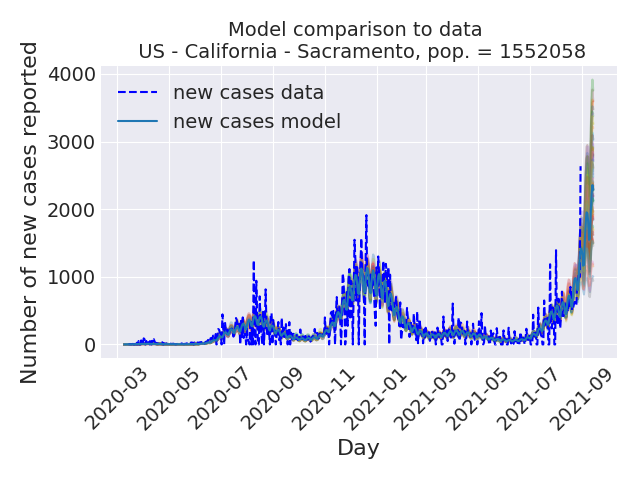 Model comparison to data
US - California - Sacramento, pop. = 1552058
Number of new cases reported
4000
3000
2000
1000
0
new cases data
new cases model
2020-03
2020-05
2020-07
2020-09
2020-11
2021-01
2021-03
2021-05
2021-07
2021-09
Day